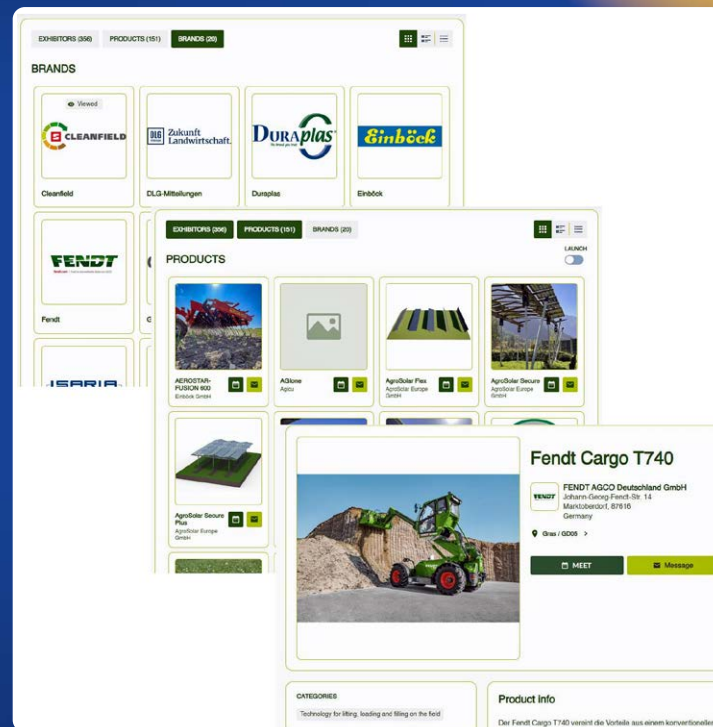 EXHIBITORS (356) PRODUCTS (151) BRANDS (20)
BRANDS
Viewed
CLEANFIELD
DLG Zukunft
Landwirtschaft.
DURAplas
Einböck
Cleanfield DLG-Mitteilungen Duraplas Einböck
FENDT
Fendt G
ISARIA
EXHIBITORS (356) PRODUCTS (151) BRANDS (20)
PRODUCTS
LAUNCH
AEROSTAR-
FUSION 600
Einböck GmbH
AGlone
Agicu
AgroSolar Flex
AgroSolar Europe
GmbH
AgroSolar Secure
AgroSolar Europe
GmbH
AgroSolar Secure
Plus
AgroSolar Europe
GmbH
Fendt Cargo T740
FENDT
FENDT AGCO Deutschland GmbH
Johann-Georg-Fendt-Str. 14
Marktoberdorf, 87616
Germany
Gras / GD05 >
MEET
Message
CATEGORIES
Technology for lifting, loading and filling on the field
Product info
Der Fendt Cargo T740 vereint die Vorteile aus einem konventionellen